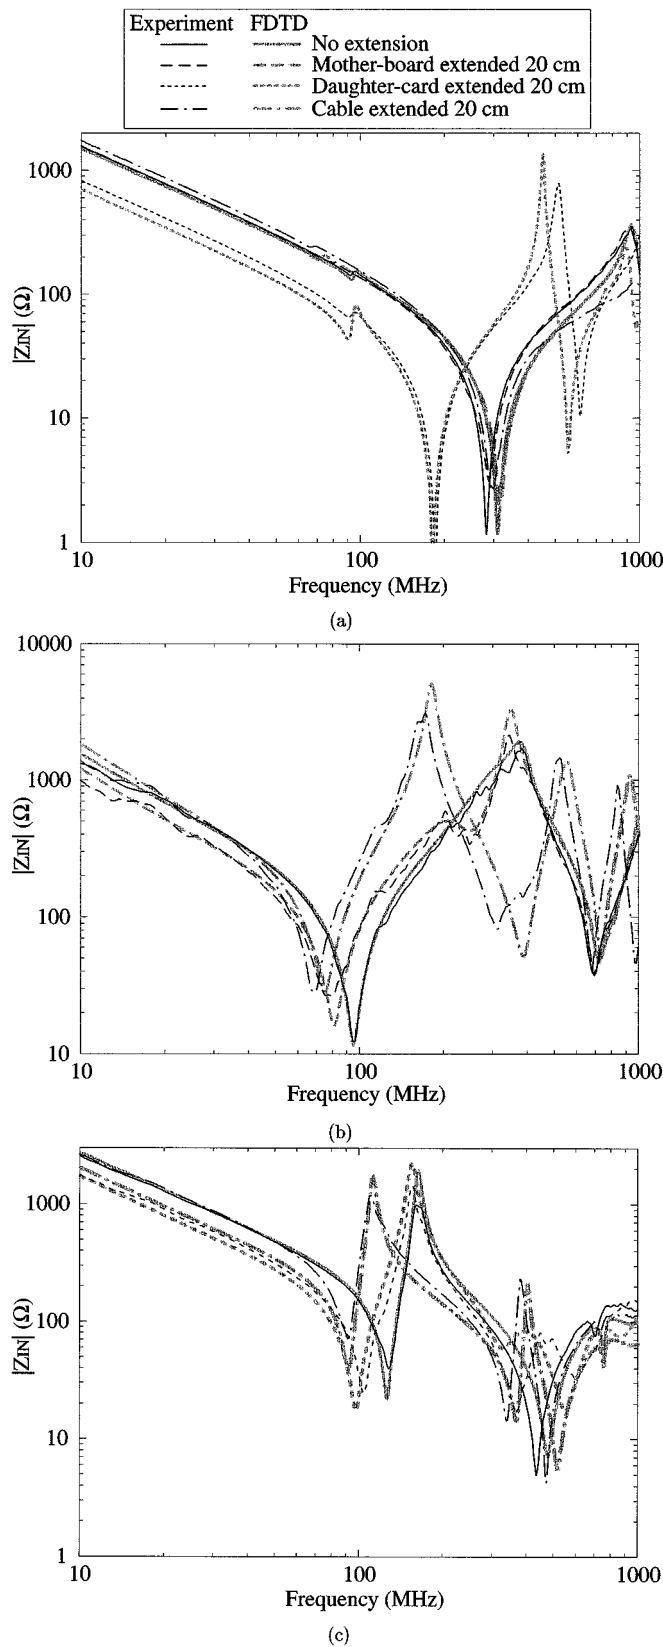 Experiment FDTD
No extension
Mother-board extended 20 cm
Daughter-card extended 20 cm
Cable extended 20 cm
1000
100
10
1
|ZIN| (Ω)
10 100 1000
Frequency (MHz)
(a)
10000
1000
100
10
|ZIN| (Ω)
10 100 1000
Frequency (MHz)
(b)
1000
100
10
1
|ZIN| (Ω)
10 100 1000
Frequency (MHz)
(c)